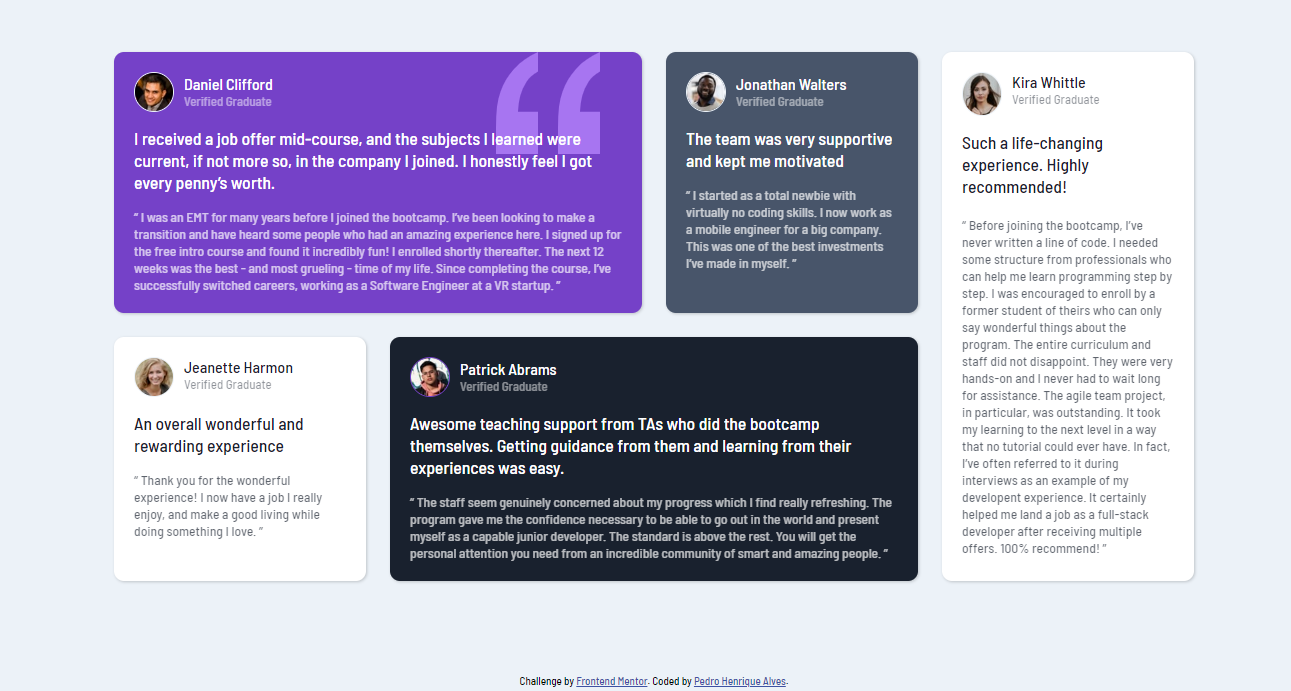 Daniel Clifford
Verified Graduate
I received a job offer mid-course, and the subjects I learned were
current, if not more so, in the company I joined. I honestly feel I got
every penny’s worth.
“ I was an EMT for many years before I joined the bootcamp. I’ve been looking to make a
transition and have heard some people who had an amazing experience here. I signed up for
the free intro course and found it incredibly fun! I enrolled shortly thereafter. The next 12
weeks was the best - and most grueling - time of my life. Since completing the course, I’ve
successfully switched careers, working as a Software Engineer at a VR startup. ”
Jonathan Walters
Verified Graduate
The team was very supportive
and kept me motivated
“ I started as a total newbie with
virtually no coding skills. I now work as
a mobile engineer for a big company.
This was one of the best investments
I’ve made in myself. ”
Kira Whittle
Verified Graduate
Such a life-changing
experience. Highly
recommended!
“ Before joining the bootcamp, I’ve
never written a line of code. I needed
some structure from professionals who
can help me learn programming step by
step. I was encouraged to enroll by a
former student of theirs who can only
say wonderful things about the
program. The entire curriculum and
staff did not disappoint. They were very
hands-on and I never had to wait long
for assistance. The agile team project,
in particular, was outstanding. It took
my learning to the next level in a way
that no tutorial could ever have. In fact,
I’ve often referred to it during
interviews as an example of my
developent experience. It certainly
helped me land a job as a full-stack
developer after receiving multiple
offers. 100% recommend! ”
Jeanette Harmon
Verified Graduate
An overall wonderful and
rewarding experience
“ Thank you for the wonderful
experience! I now have a job I really
enjoy, and make a good living while
doing something I love. ”
Patrick Abrams
Verified Graduate
Awesome teaching support from TAs who did the bootcamp
themselves. Getting guidance from them and learning from their
experiences was easy.
“ The staff seem genuinely concerned about my progress which I find really refreshing. The
program gave me the confidence necessary to be able to go out in the world and present
myself as a capable junior developer. The standard is above the rest. You will get the
personal attention you need from an incredible community of smart and amazing people. ”
Challenge by Frontend Mentor. Coded by Pedro Henrique Alves.